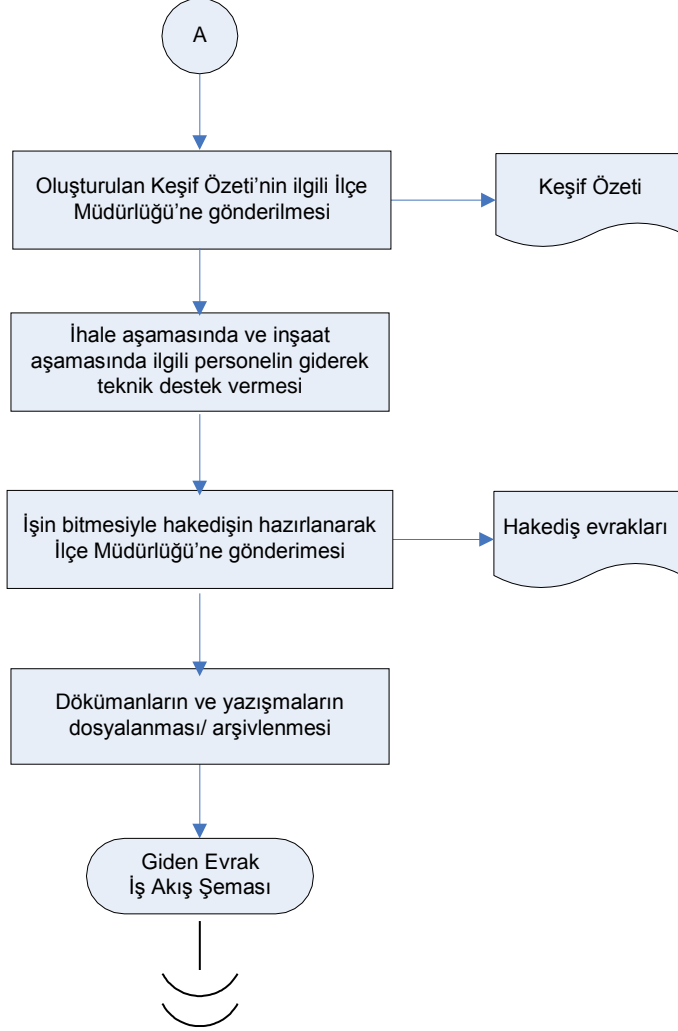 A
Oluşturulan Keşif Özeti’nin ilgili İlçe
Müdürlüğü’ne gönderilmesi
Keşif Özeti
İhale aşamasında ve inşaat
aşamasında ilgili personelin giderek
teknik destek vermesi
İşin bitmesiyle hakedişin hazırlanarak
İlçe Müdürlüğü’ne gönderimesi
Hakediş evrakları
Dökümanların ve yazışmaların
dosyalanması/ arşivlenmesi
Giden Evrak
İş Akış Şeması